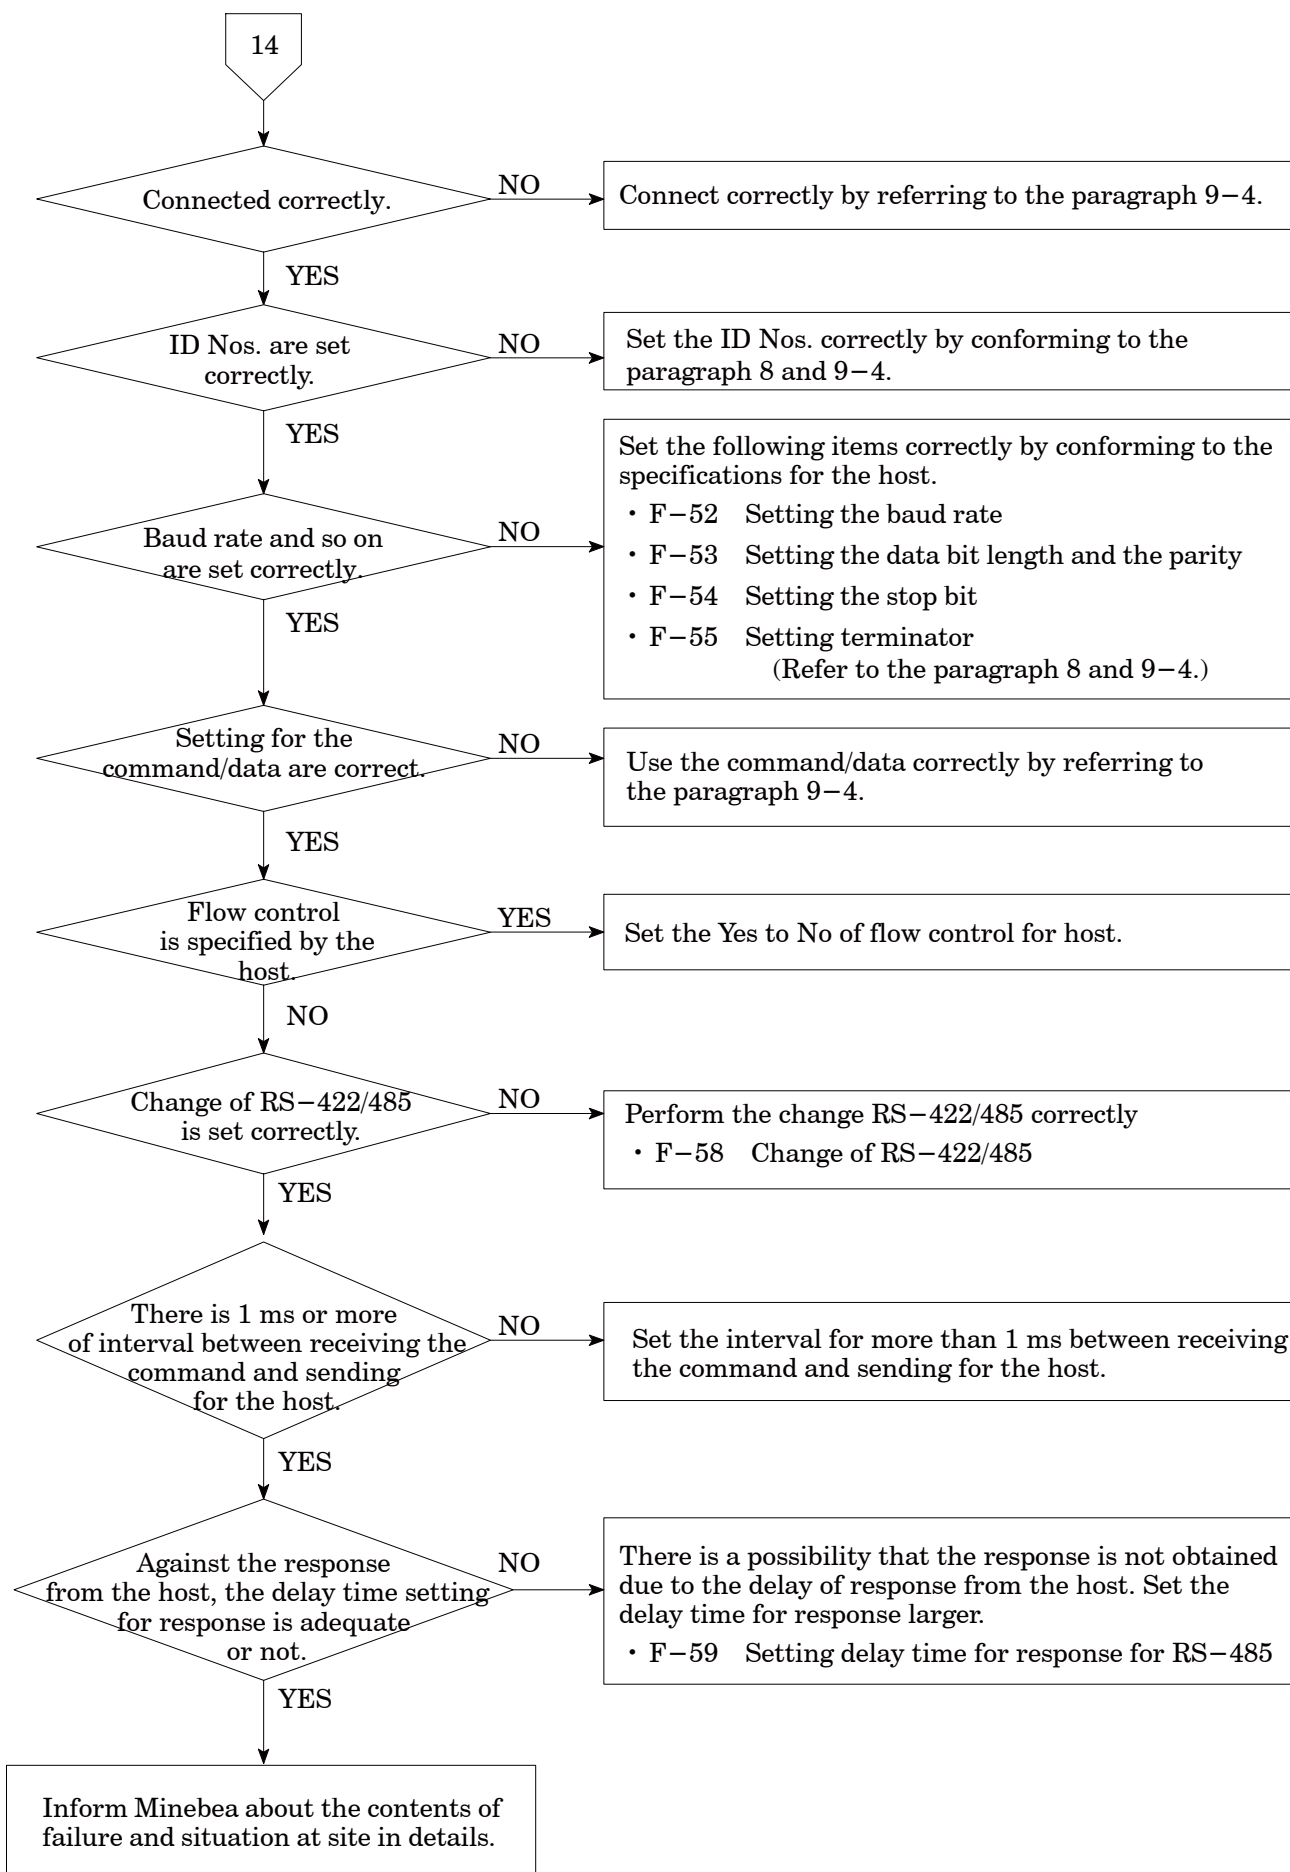 14
Connected correctly.
NO
Connect correctly by referring to the paragraph 9−4.
YES
ID Nos. are set
correctly.
NO
Set the ID Nos. correctly by conforming to the
paragraph 8 and 9−4.
YES
Baud rate and so on
are set correctly.
NO
Set the following items correctly by conforming to the
specifications for the host.
・ F−52 Setting the baud rate
・ F−53 Setting the data bit length and the parity
・ F−54 Setting the stop bit
・ F−55 Setting terminator
(Refer to the paragraph 8 and 9−4.)
YES
Setting for the
command/data are correct.
NO
Use the command/data correctly by referring to
the paragraph 9−4.
YES
Flow control
is specified by the
host.
YES
Set the Yes to No of flow control for host.
NO
Change of RS−422/485
is set correctly.
NO
Perform the change RS−422/485 correctly
・ F−58 Change of RS−422/485
YES
There is 1 ms or more
of interval between receiving the
command and sending
for the host.
NO
Set the interval for more than 1 ms between receiving
the command and sending for the host.
YES
Against the response
from the host, the delay time setting
for response is adequate
or not.
NO
There is a possibility that the response is not obtained
due to the delay of response from the host. Set the
delay time for response larger.
・ F−59 Setting delay time for response for RS−485
YES
Inform Minebea about the contents of
failure and situation at site in details.